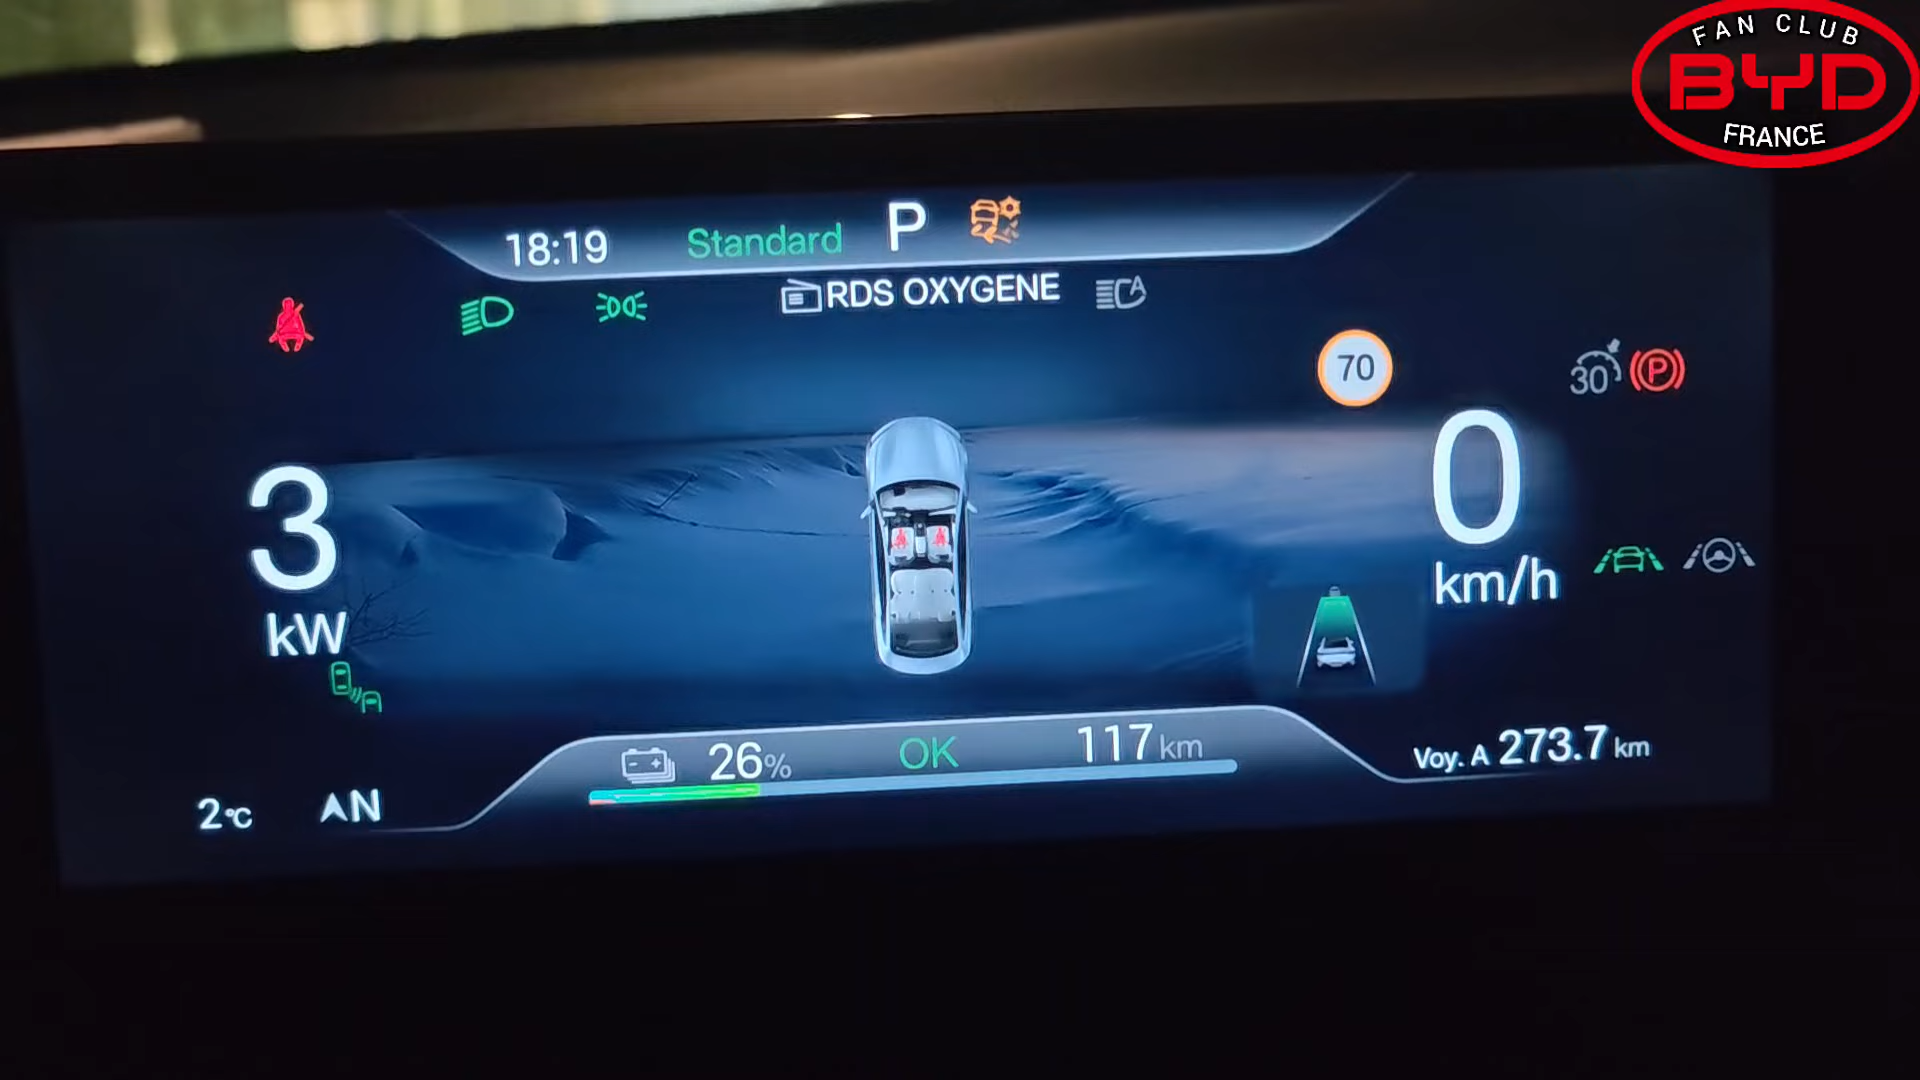 FAN CLUB
BYD
FRANCE
18:19 Standard P
RDS OXYGENE A
70
30 P
3
kW
0
km/h
26% OK 117 km
Voy. A 273.7 km
2°C N